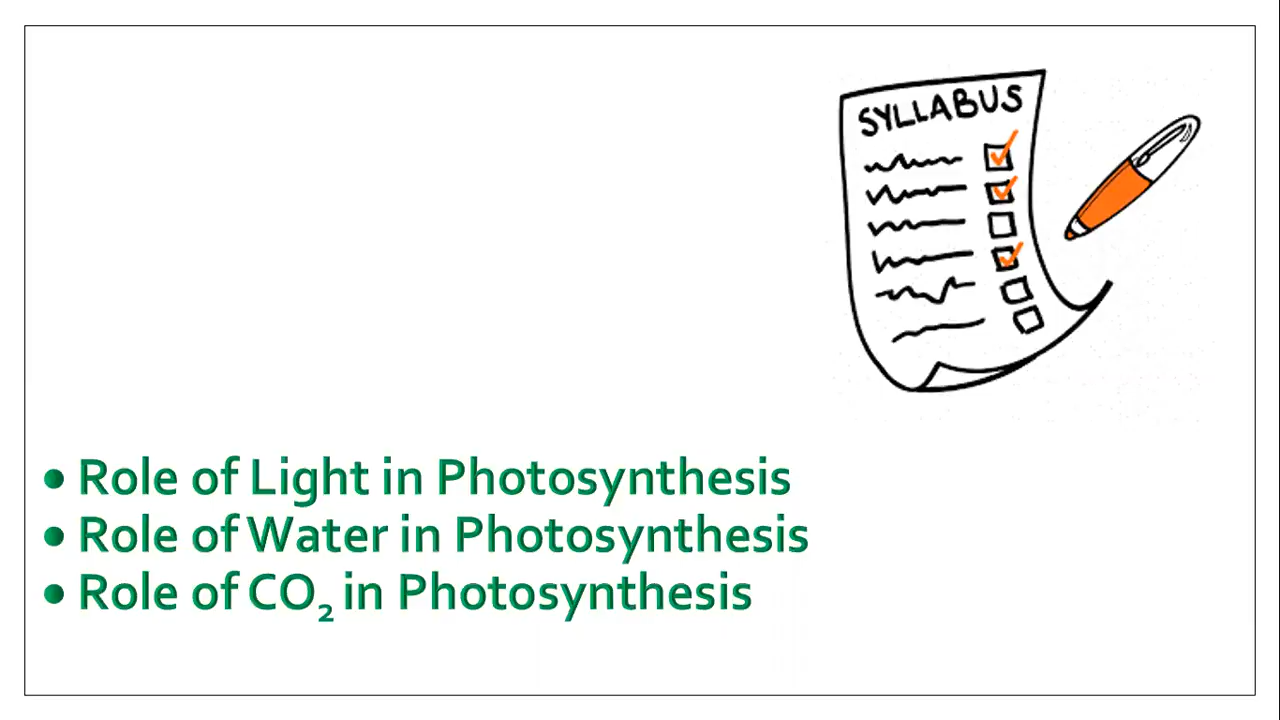 SYLLABUS
• Role of Light in Photosynthesis
• Role of Water in Photosynthesis
• Role of CO₂ in Photosynthesis